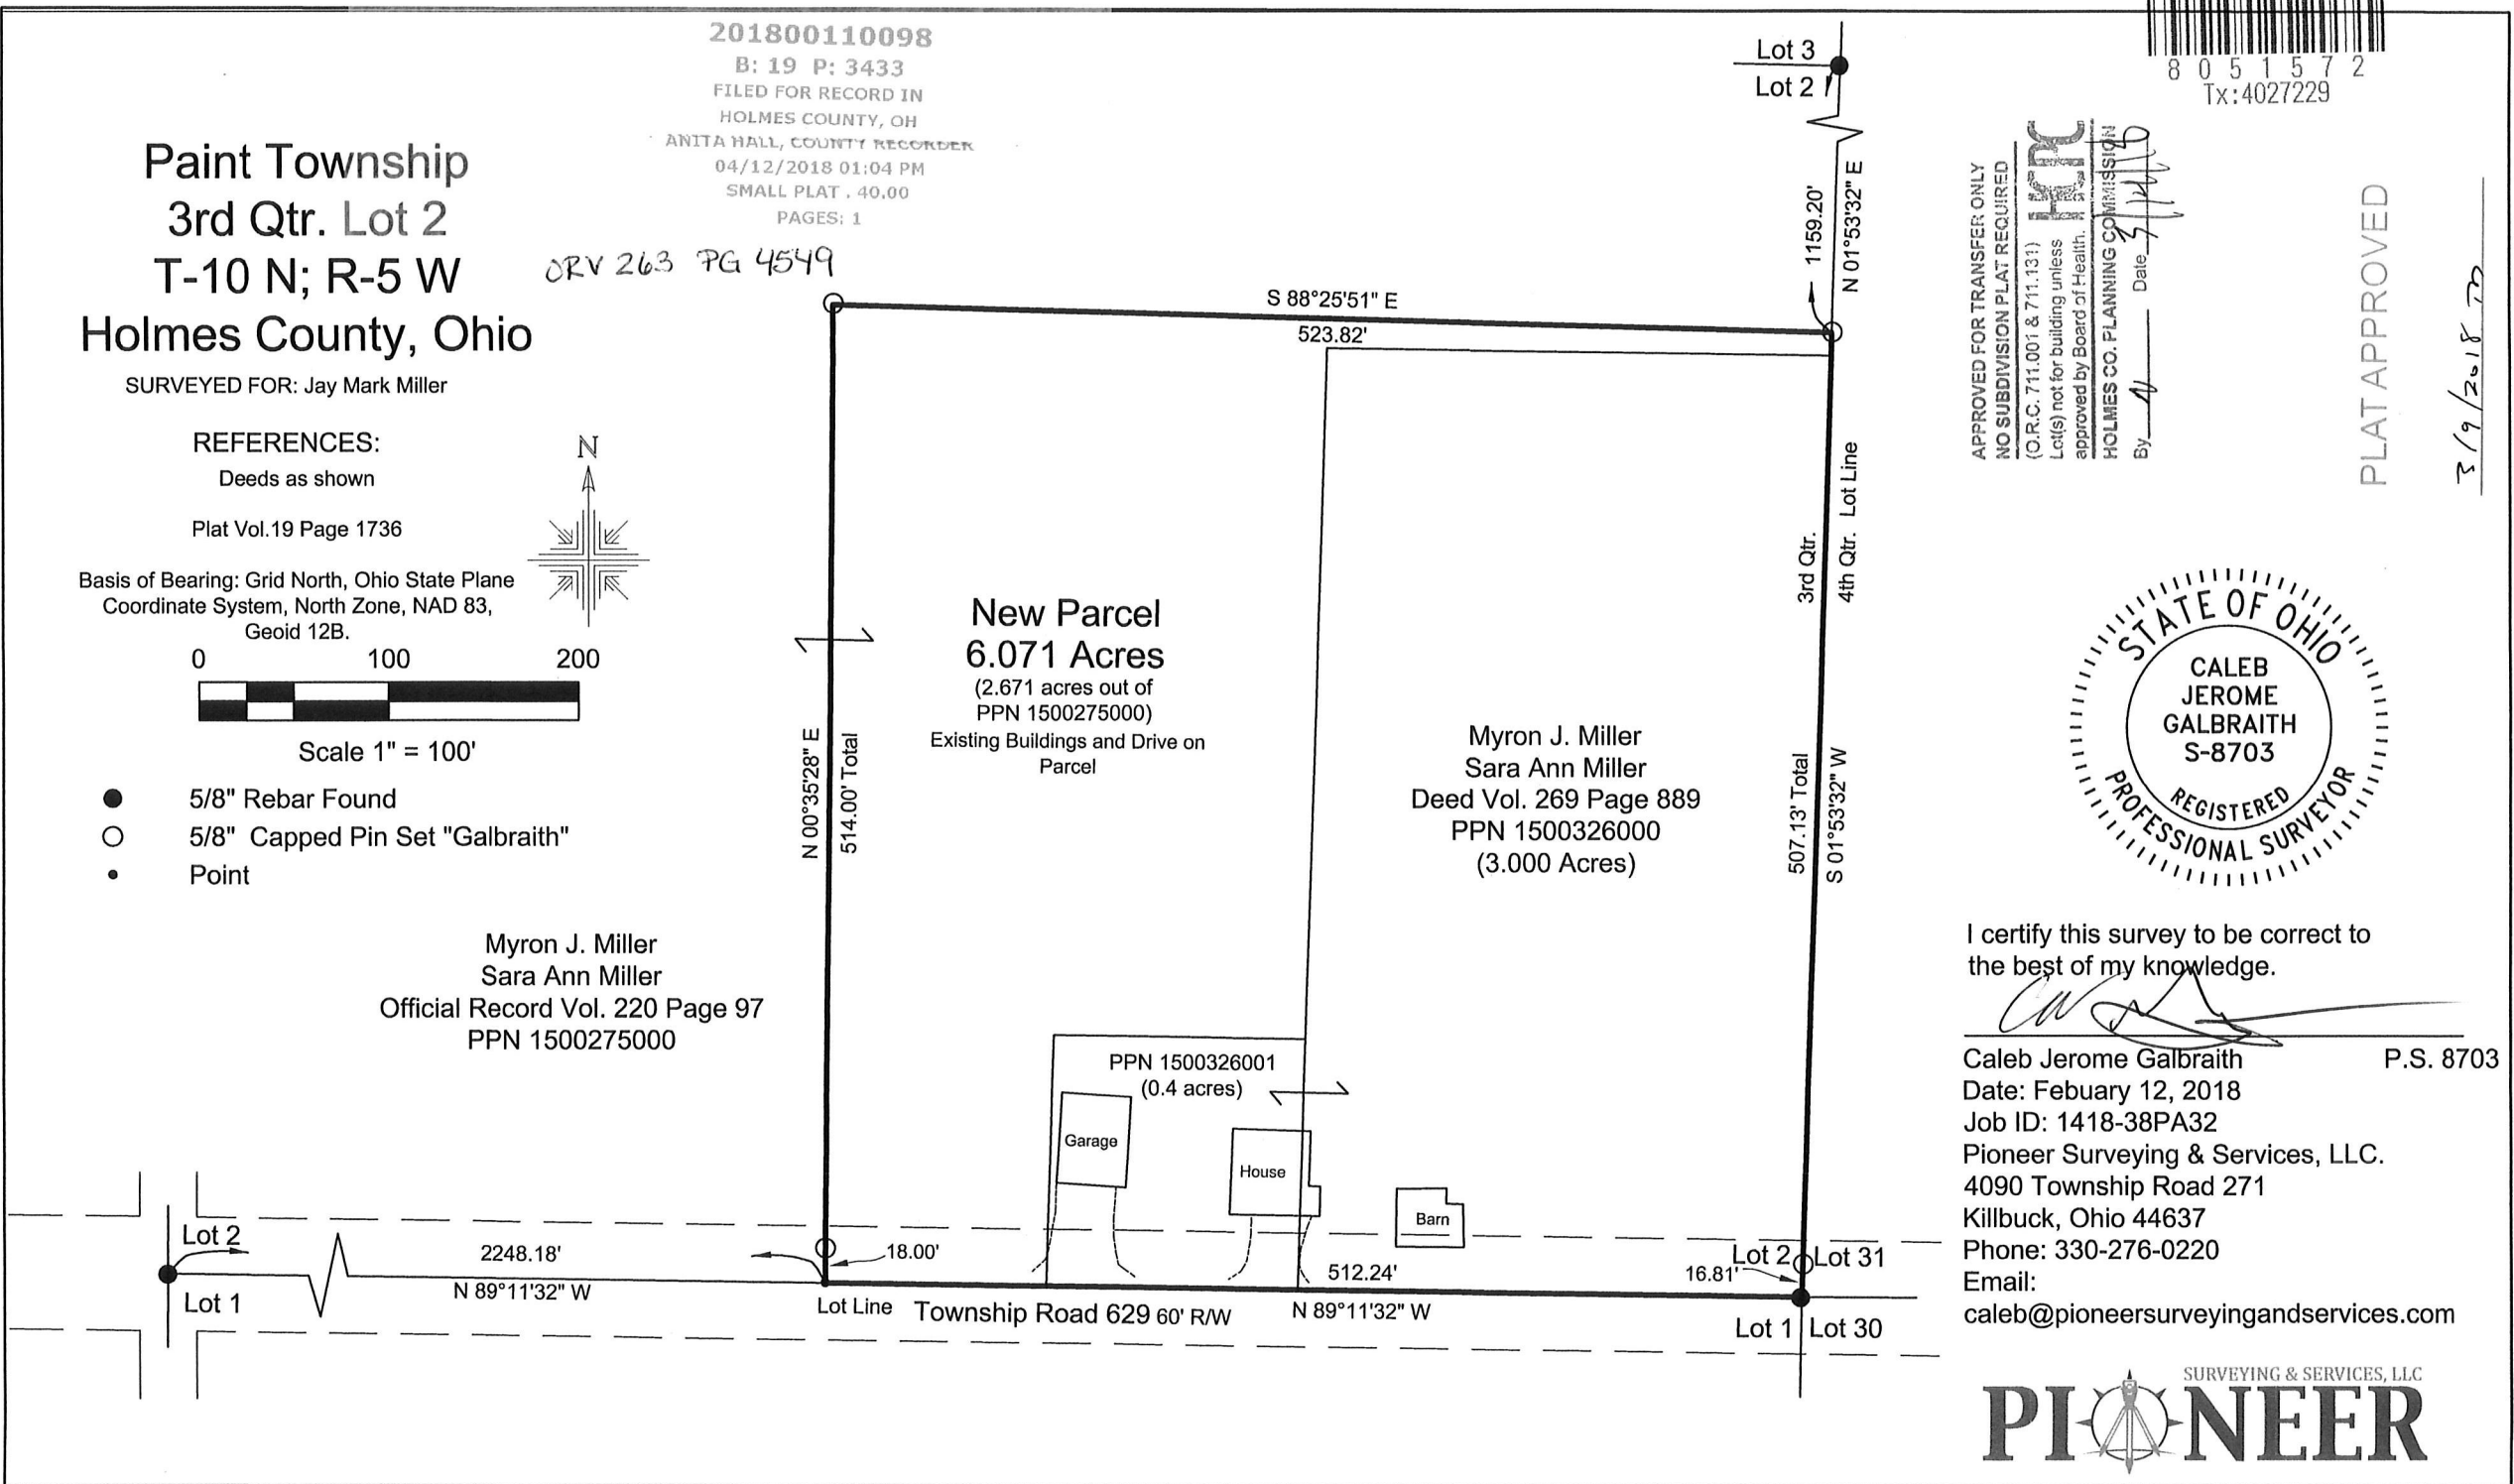 201800110098
B: 19 P: 3433
FILED FOR RECORD IN
HOLMES COUNTY, OH
ANITA HALL, COUNTY RECORDER
04/12/2018 01:04 PM
SMALL PLAT . 40.00
PAGES: 1
ORV 263 PG 4549
8051572
Tx:4027229
Paint Township
3rd Qtr. Lot 2
T-10 N; R-5 W
Holmes County, Ohio
SURVEYED FOR: Jay Mark Miller
REFERENCES:
Deeds as shown
Plat Vol.19 Page 1736
Basis of Bearing: Grid North, Ohio State Plane
Coordinate System, North Zone, NAD 83,
Geoid 12B.
N
0 100 200
Scale 1" = 100'
5/8" Rebar Found
5/8" Capped Pin Set "Galbraith"
Point
Myron J. Miller
Sara Ann Miller
Official Record Vol. 220 Page 97
PPN 1500275000
Lot 3
Lot 2
1159.20'
N 01°53'32" E
S 88°25'51" E
523.82'
New Parcel
6.071 Acres
(2.671 acres out of
PPN 1500275000)
Existing Buildings and Drive on
Parcel
N 00°35'28" E
514.00' Total
Myron J. Miller
Sara Ann Miller
Deed Vol. 269 Page 889
PPN 1500326000
(3.000 Acres)
3rd Qtr.
4th Qtr. Lot Line
507.13' Total
S 01°53'32" W
PPN 1500326001
(0.4 acres)
Garage
House
Barn
Lot 2
Lot 1
2248.18'
N 89°11'32" W
18.00'
512.24'
16.81'
Lot 2
Lot 31
Lot Line
Township Road 629 60' R/W
N 89°11'32" W
Lot 1
Lot 30
APPROVED FOR TRANSFER ONLY
NO SUBDIVISION PLAT REQUIRED
(O.R.C. 711.001 & 711.131)
Lot(s) not for building unless
approved by Board of Health.
HCPC
HOLMES CO. PLANNING COMMISSION
By Date
PLAT APPROVED
3/9/2018
STATE OF OHIO
CALEB
JEROME
GALBRAITH
S-8703
REGISTERED
PROFESSIONAL SURVEYOR
I certify this survey to be correct to
the best of my knowledge.
Caleb Jerome Galbraith P.S. 8703
Date: Febuary 12, 2018
Job ID: 1418-38PA32
Pioneer Surveying & Services, LLC.
4090 Township Road 271
Killbuck, Ohio 44637
Phone: 330-276-0220
Email:
caleb@pioneersurveyingandservices.com
SURVEYING & SERVICES, LLC
PIONEER